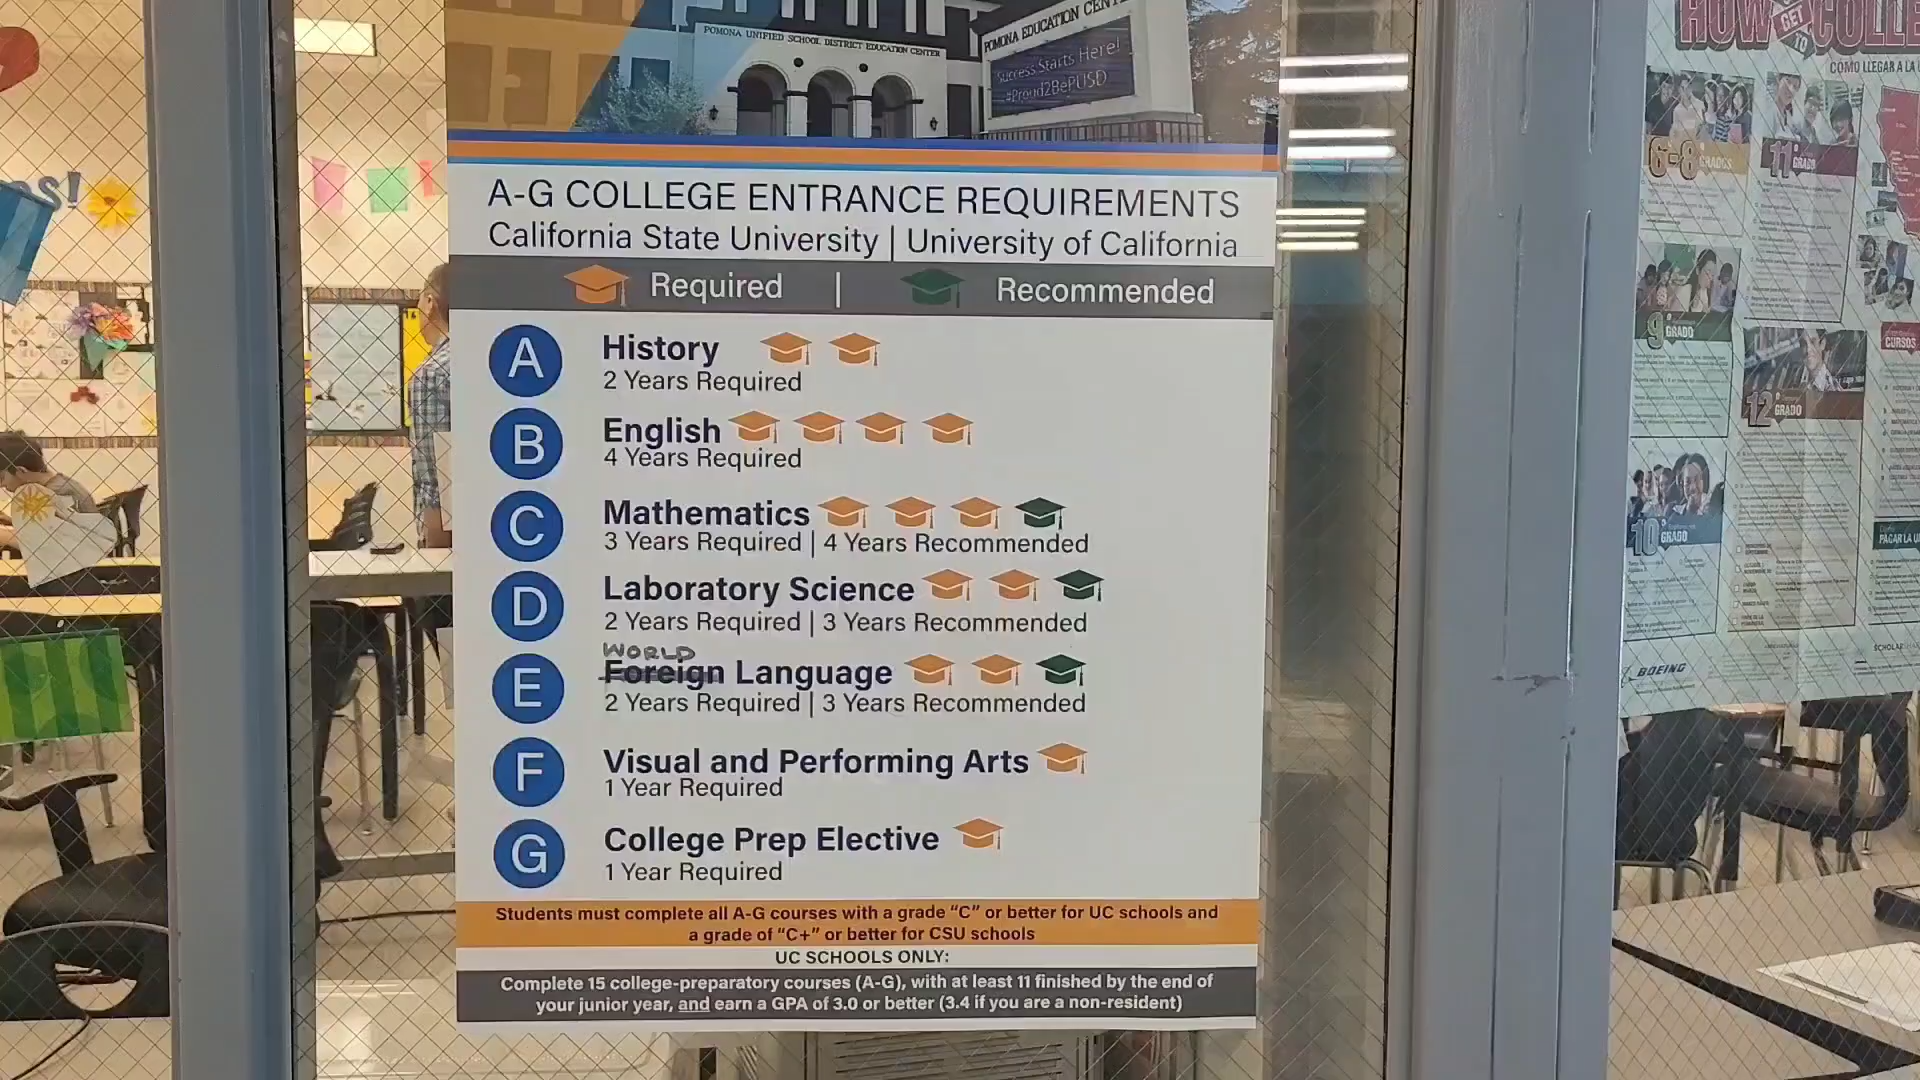 POMONA UNIFIED SCHOOL DISTRICT EDUCATION CENTER
POMONA EDUCATION CENT
Success Starts Here!
#Proud2BePUSD
A-G COLLEGE ENTRANCE REQUIREMENTS
California State University | University of California
Required | Recommended
A History
2 Years Required
B English
4 Years Required
C Mathematics
3 Years Required | 4 Years Recommended
D Laboratory Science
2 Years Required | 3 Years Recommended
WORLD
E Foreign Language
2 Years Required | 3 Years Recommended
F Visual and Performing Arts
1 Year Required
G College Prep Elective
1 Year Required
Students must complete all A-G courses with a grade "C" or better for UC schools and
a grade of "C+" or better for CSU schools
UC SCHOOLS ONLY:
Complete 15 college-preparatory courses (A-G), with at least 11 finished by the end of
your junior year, and earn a GPA of 3.0 or better (3.4 if you are a non-resident)
HOW GET TO COLLE
CÓMO LLEGAR A LA
6-8 GRADOS
11° GRADO
9° GRADO
12° GRADO
10° GRADO
CURSOS
PAGAR LA U
BOEING
SCHOLAR
S!